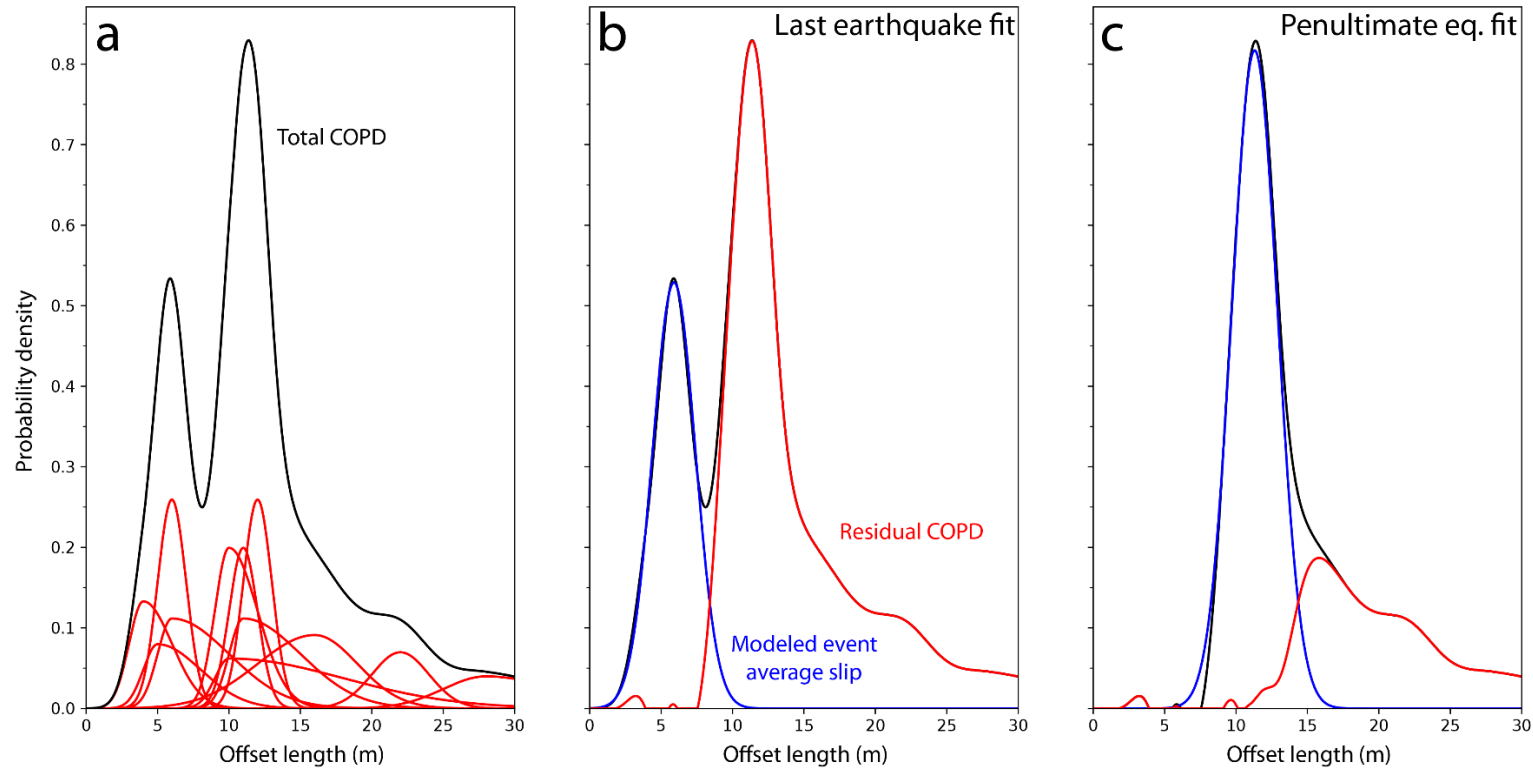 a
Total COPD
Probability density
0.8
0.7
0.6
0.5
0.4
0.3
0.2
0.1
0.0
0 5 10 15 20 25 30
Offset length (m)
b
Last earthquake fit
Residual COPD
Modeled event
average slip
0 5 10 15 20 25 30
Offset length (m)
c
Penultimate eq. fit
0 5 10 15 20 25 30
Offset length (m)